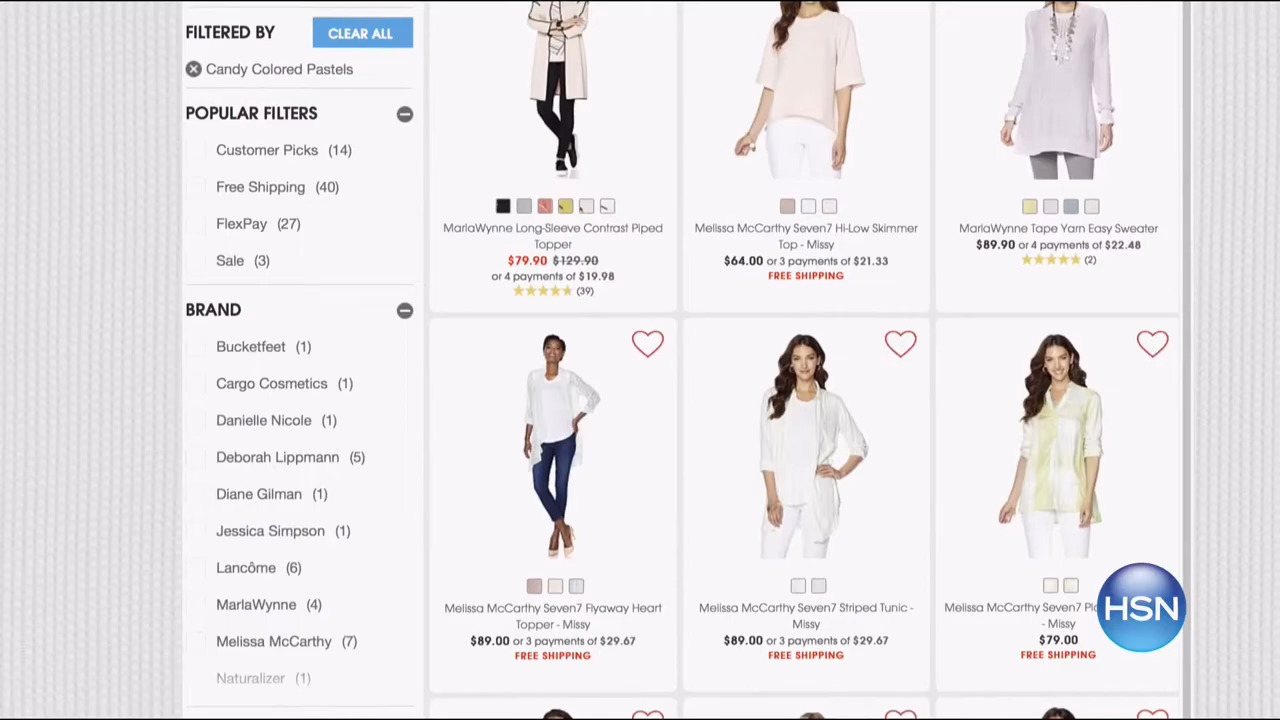 FILTERED BY
CLEAR ALL
Candy Colored Pastels
POPULAR FILTERS
Customer Picks (14)
Free Shipping (40)
FlexPay (27)
Sale (3)
BRAND
Bucketfeet (1)
Cargo Cosmetics (1)
Danielle Nicole (1)
Deborah Lippmann (5)
Diane Gilman (1)
Jessica Simpson (1)
Lancôme (6)
MarlaWynne (4)
Melissa McCarthy (7)
Naturalizer (1)
MarlaWynne Long-Sleeve Contrast Piped
Topper
$79.90 $129.90
or 4 payments of $19.98
(39)
Melissa McCarthy Seven7 Hi-Low Skimmer
Top - Missy
$64.00 or 3 payments of $21.33
FREE SHIPPING
MarlaWynne Tape Yarn Easy Sweater
$89.90 or 4 payments of $22.48
(2)
Melissa McCarthy Seven7 Flyaway Heart
Topper - Missy
$89.00 or 3 payments of $29.67
FREE SHIPPING
Melissa McCarthy Seven7 Striped Tunic -
Missy
$89.00 or 3 payments of $29.67
FREE SHIPPING
Melissa McCarthy Seven7
- Missy
$79.00
FREE SHIPPING
HSN